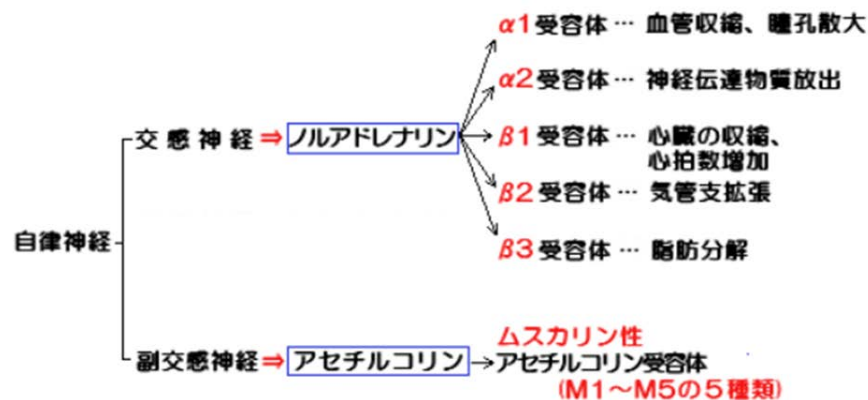 α1受容体 … 血管収縮、瞳孔散大
α2受容体 … 神経伝達物質放出
交感神経 ⇒ ノルアドレナリン
β1受容体 … 心臓の収縮、
心拍数増加
β2受容体 … 気管支拡張
自律神経
β3受容体 … 脂肪分解
ムスカリン性
副交感神経 ⇒ アセチルコリン → アセチルコリン受容体
(M1〜M5の5種類)